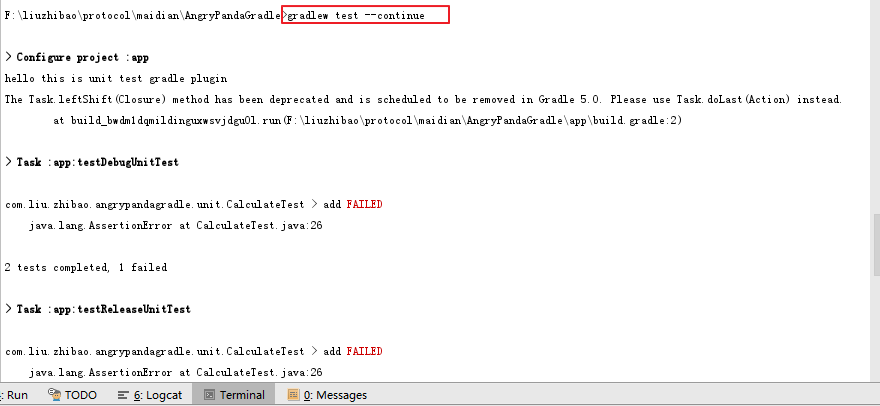 F:\liuzhibao\protocol\maidian\AngryPandaGradle>gradlew test --continue
> Configure project :app
hello this is unit test gradle plugin
The Task.leftShift(Closure) method has been deprecated and is scheduled to be removed in Gradle 5.0. Please use Task.doLast(Action) instead.
at build_bwdm1dqmildinguxwsvjdgu0l.run(F:\liuzhibao\protocol\maidian\AngryPandaGradle\app\build.gradle:2)
> Task :app:testDebugUnitTest
com.liu.zhibao.angrypandagradle.unit.CalculateTest > add FAILED
java.lang.AssertionError at CalculateTest.java:26
2 tests completed, 1 failed
> Task :app:testReleaseUnitTest
com.liu.zhibao.angrypandagradle.unit.CalculateTest > add FAILED
java.lang.AssertionError at CalculateTest.java:26
: Run TODO 6: Logcat Terminal 0: Messages